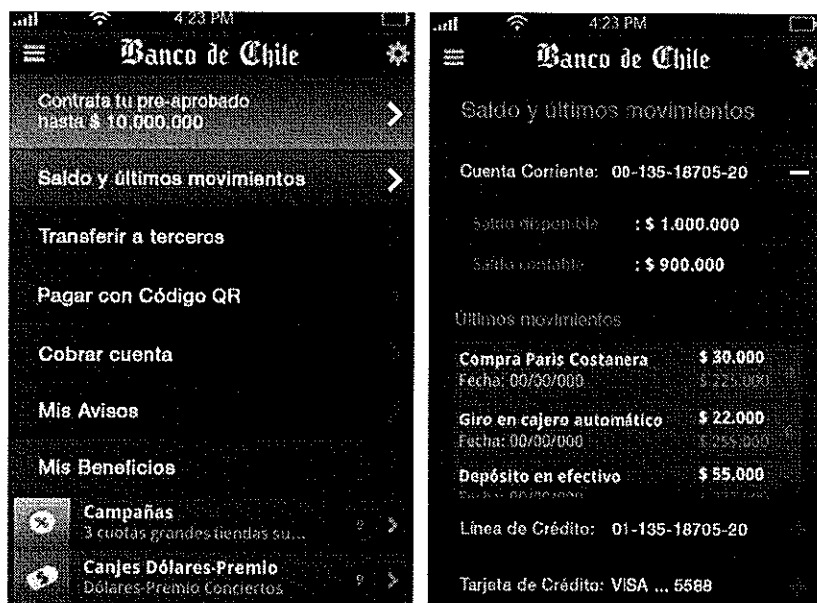 4:23 PM
Banco de Chile
Contrata tu pre-aprobado
hasta $ 10.000.000
Saldo y últimos movimientos
Transferir a terceros
Pagar con Código QR
Cobrar cuenta
Mis Avisos
Mis Beneficios
Campañas
3 cuotas grandes tiendas su...
Canjes Dólares-Premio
Dólares-Premio Conciertos
4:23 PM
Banco de Chile
Saldo y últimos movimientos
Cuenta Corriente: 00-135-18705-20
Saldo disponible : $ 1.000.000
Saldo contable : $ 900.000
Últimos movimientos
Compra Paris Costanera $ 30.000
Fecha: 00/00/000 $ 225.000
Giro en cajero automático $ 22.000
Fecha: 00/00/000 $ 255.000
Depósito en efectivo $ 55.000
Línea de Crédito: 01-135-18705-20
Tarjeta de Crédito: VISA ... 5588